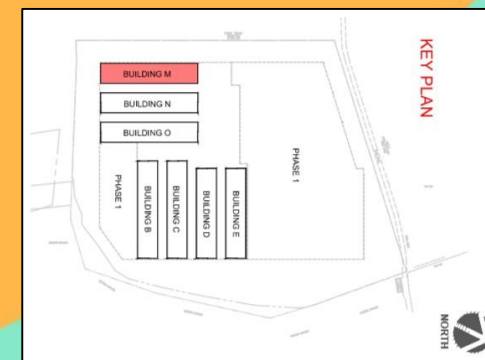 KEY PLAN
BUILDING M
BUILDING N
BUILDING O
PHASE 1
BUILDING B
BUILDING C
BUILDING D
BUILDING E
PHASE 1
NORTH